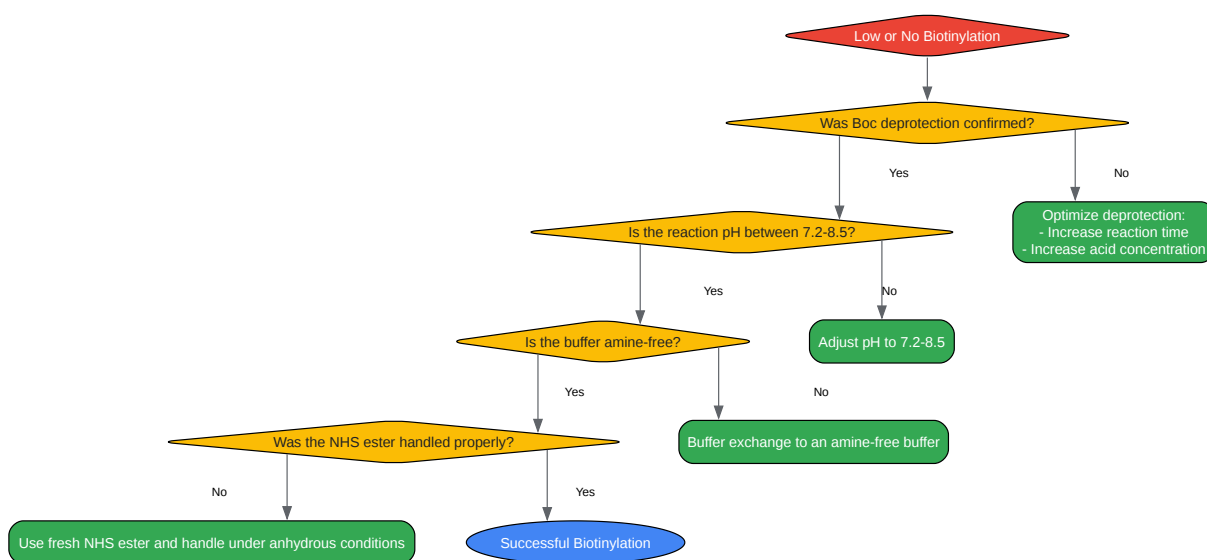 Low or No Biotinylation
Was Boc deprotection confirmed?
Yes
No
Optimize deprotection:
- Increase reaction time
- Increase acid concentration
Is the reaction pH between 7.2-8.5?
Yes
No
Adjust pH to 7.2-8.5
Is the buffer amine-free?
Yes
No
Buffer exchange to an amine-free buffer
Was the NHS ester handled properly?
No
Yes
Use fresh NHS ester and handle under anhydrous conditions
Successful Biotinylation